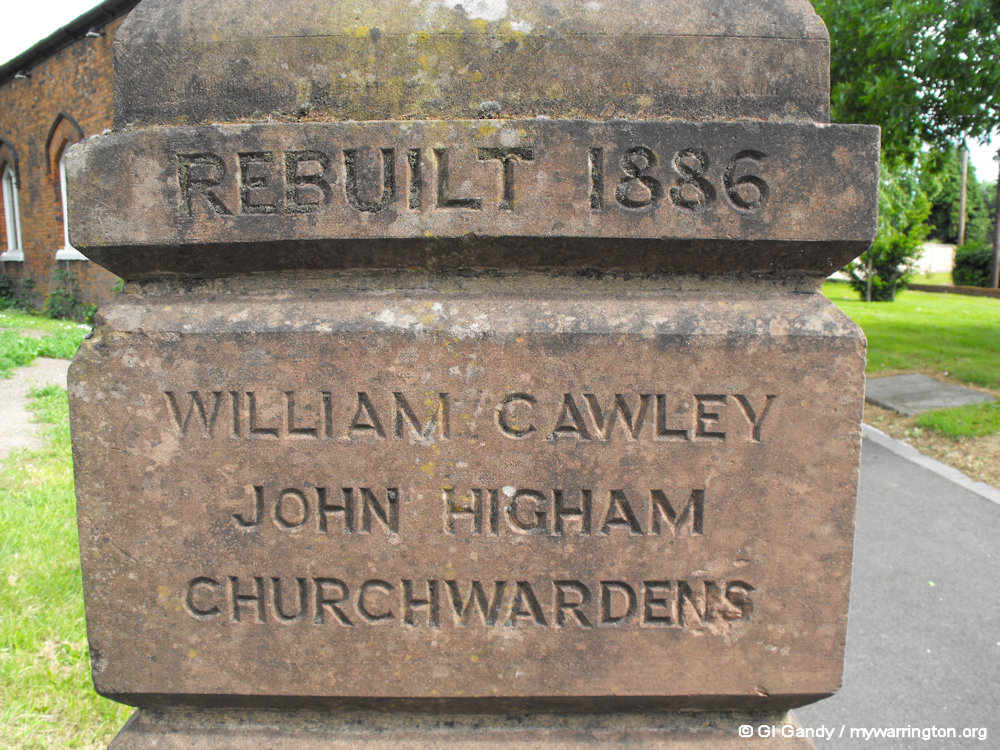 REBUILT 1886
WILLIAM CAWLEY
JOHN HIGHAM
CHURCHWARDENS
© GI Gandy / mywarrington.org